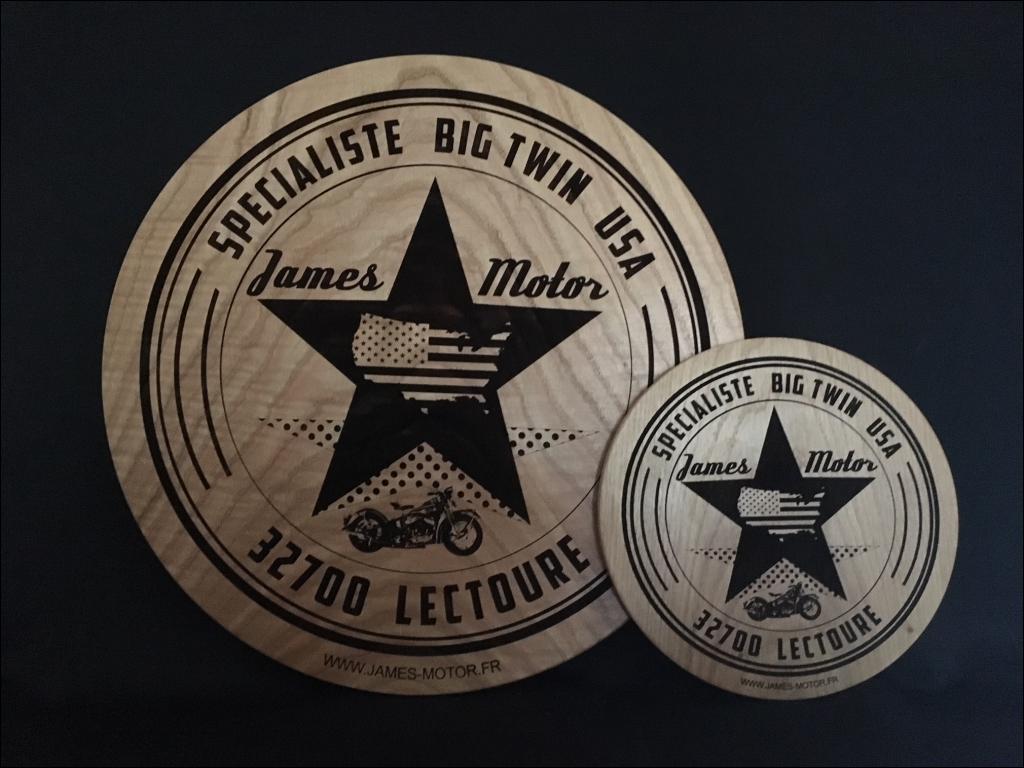 SPECIALISTE BIG TWIN USA
James Motor
32700 LECTOURE
WWW.JAMES-MOTOR.FR
SPECIALISTE BIG TWIN USA
James Motor
32700 LECTOURE
WWW.JAMES-MOTOR.FR